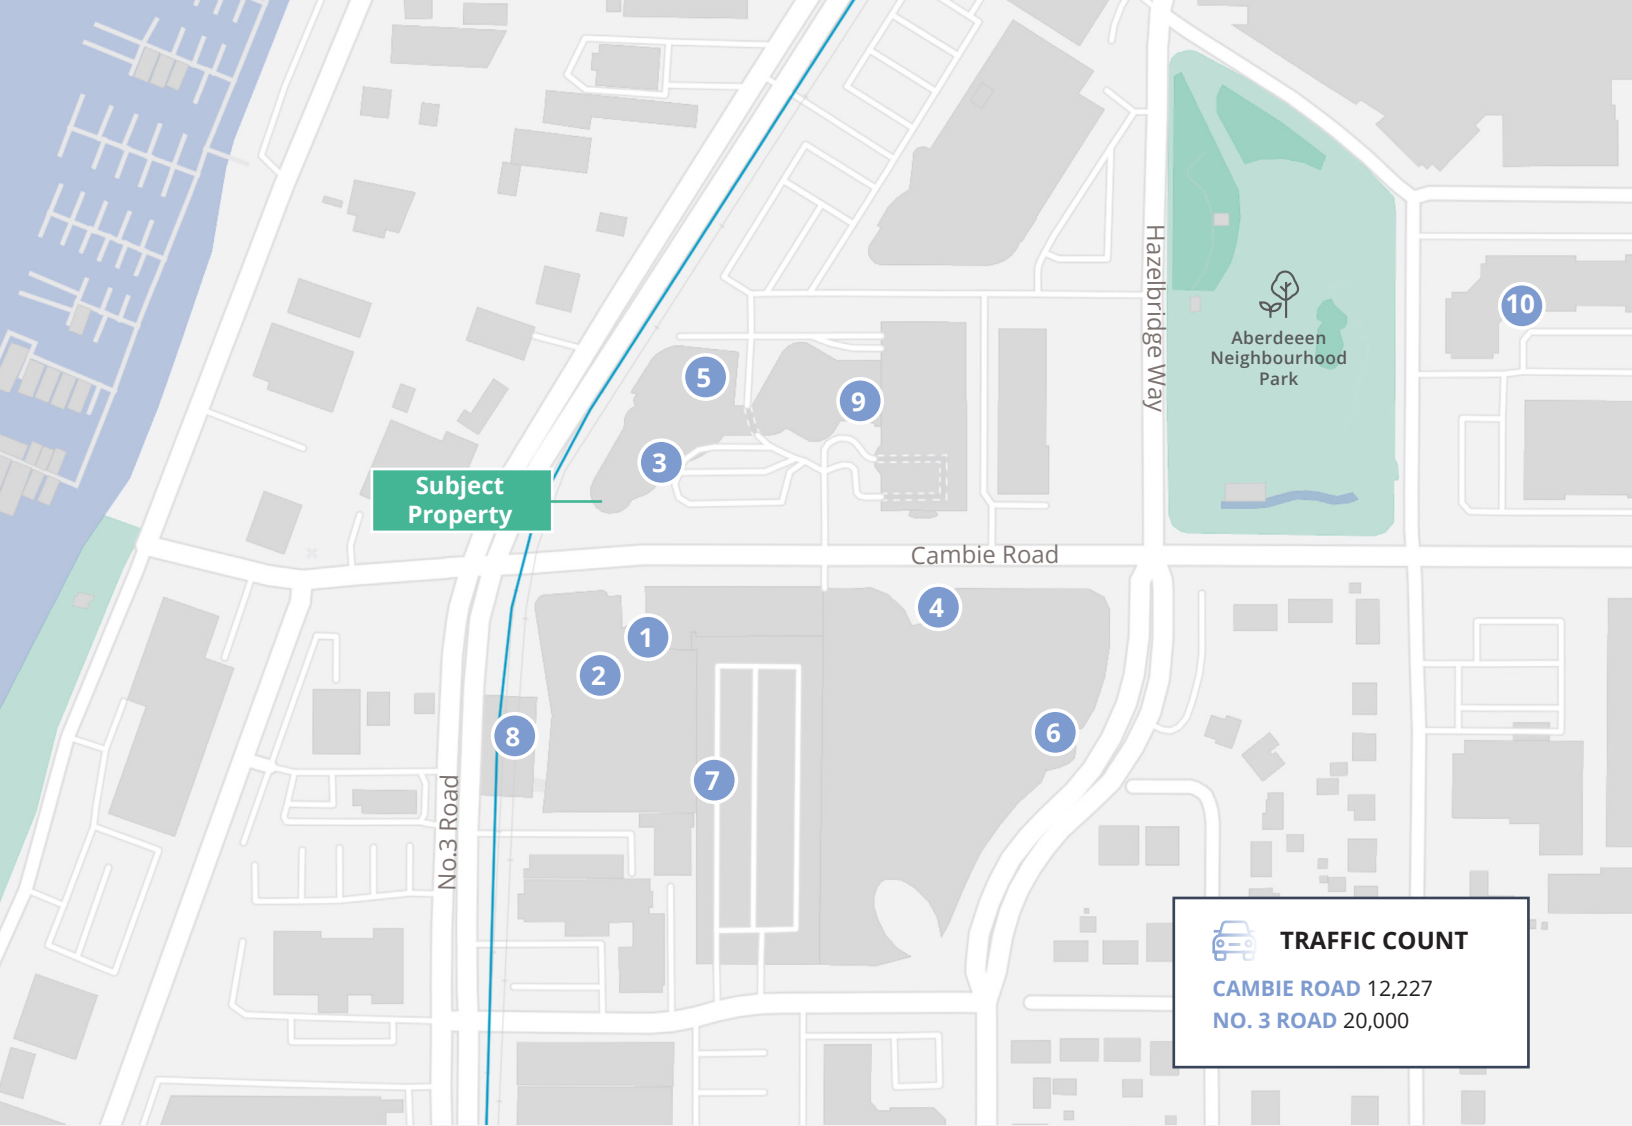 Hazelbridge Way
10
Aberdeeen
Neighbourhood
Park
5
9
3
Subject
Property
Cambie Road
4
1
2
6
8
7
No.3 Road
TRAFFIC COUNT
CAMBIE ROAD 12,227
NO. 3 ROAD 20,000